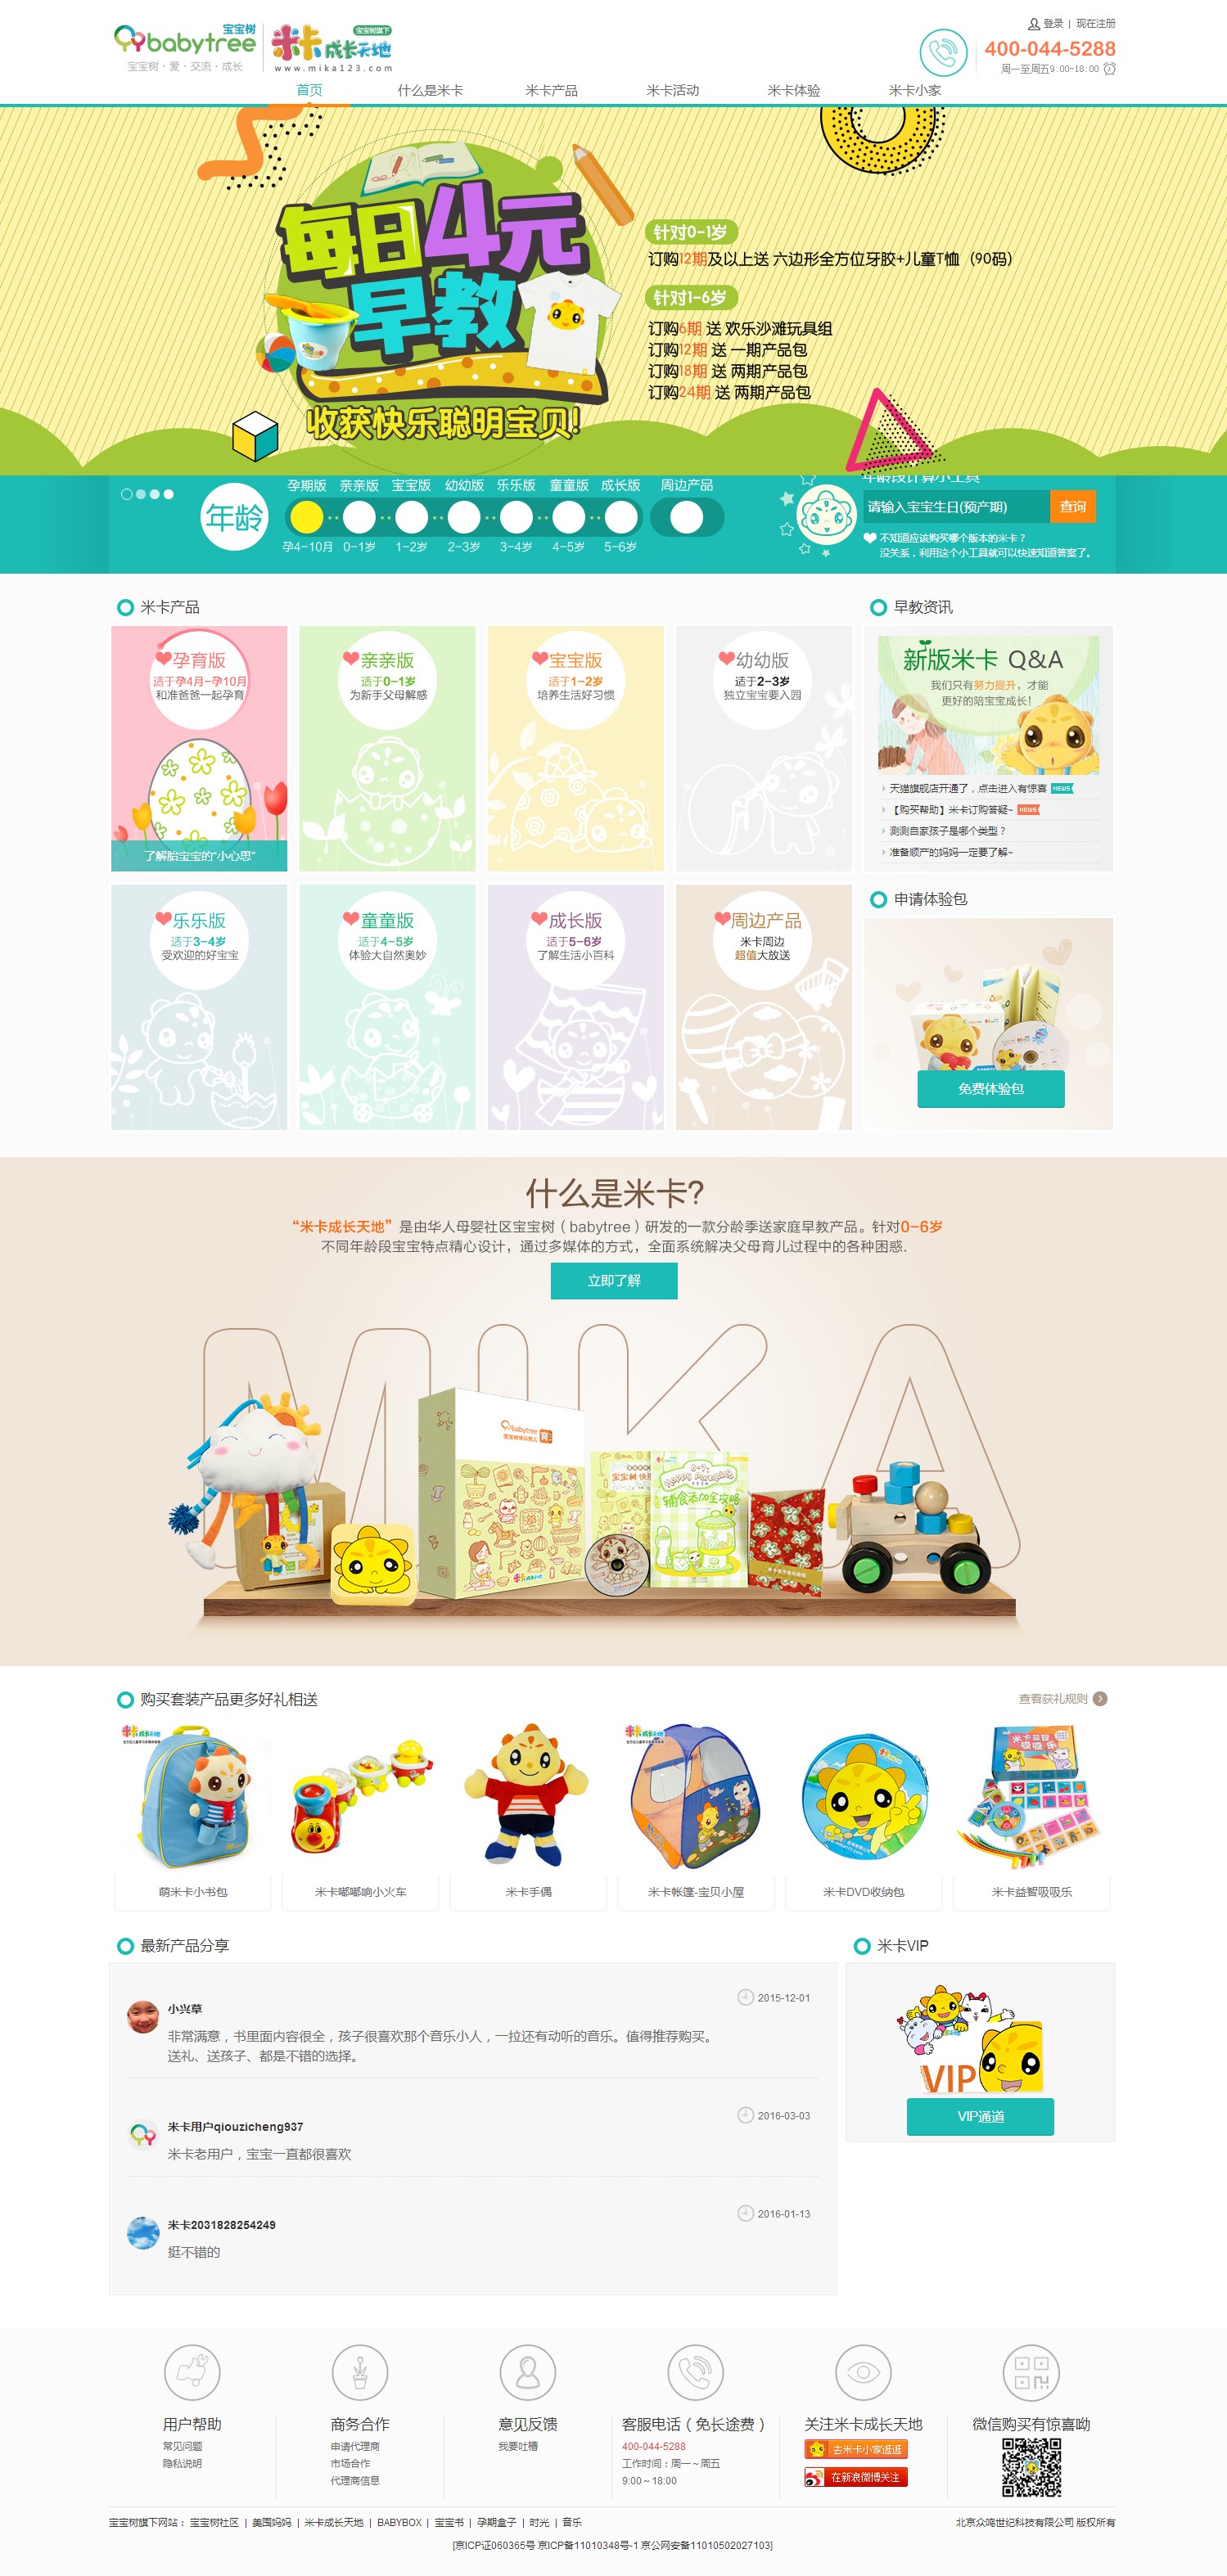 宝宝树
babytree
宝宝树·爱·交流·成长
宝宝树旗下
米卡成长天地
www.mika123.com
登录 | 现在注册
400-044-5288
周一至周五9:00-18:00
首页 什么是米卡 米卡产品 米卡活动 米卡体验 米卡小家
每日4元
早教
收获快乐聪明宝贝!
针对0-1岁
订购12期及以上送 六边形全方位牙胶+儿童T恤（90码）
针对1-6岁
订购6期 送 欢乐沙滩玩具组
订购12期 送 一期产品包
订购18期 送 两期产品包
订购24期 送 两期产品包
年龄
孕期版 亲亲版 宝宝版 幼幼版 乐乐版 童童版 成长版 周边产品
孕4-10月 0-1岁 1-2岁 2-3岁 3-4岁 4-5岁 5-6岁
年龄段计算小工具
请输入宝宝生日(预产期) 查询
不知道应该购买哪个版本的米卡？
没关系，利用这个小工具就可以快速知道答案了。
米卡产品
孕育版
适于孕4月-孕10月
和准爸爸一起孕育
了解胎宝宝的“小心思”
亲亲版
适于0-1岁
为新手父母解惑
宝宝版
适于1-2岁
培养生活好习惯
幼幼版
适于2-3岁
独立宝宝要入园
乐乐版
适于3-4岁
受欢迎的好宝宝
童童版
适于4-5岁
体验大自然奥妙
成长版
适于5-6岁
了解生活小百科
周边产品
米卡周边
超值大放送
早教资讯
新版米卡 Q&A
我们只有努力提升，才能
更好的陪宝宝成长！
天猫旗舰店开通了，点击进入有惊喜 NEWS
【购买帮助】米卡订购答疑~ NEWS
测测自家孩子是哪个类型？
准备顺产的妈妈一定要了解~
申请体验包
免费体验包
什么是米卡?
“米卡成长天地”是由华人母婴社区宝宝树（babytree）研发的一款分龄季送家庭早教产品。针对0-6岁
不同年龄段宝宝特点精心设计，通过多媒体的方式，全面系统解决父母育儿过程中的各种困惑.
立即了解
MIKA
babytree
宝宝树快乐育儿
Happy Parenting
辅食添加全攻略
购买套装产品更多好礼相送
查看获礼规则
萌米卡小书包
米卡嘟嘟响小火车
米卡手偶
米卡帐篷-宝贝小屋
米卡DVD收纳包
米卡益智吸吸乐
最新产品分享
小兴草
2015-12-01
非常满意，书里面内容很全，孩子很喜欢那个音乐小人，一拉还有动听的音乐。值得推荐购买。
送礼、送孩子、都是不错的选择。
米卡用户qiouzicheng937
2016-03-03
米卡老用户，宝宝一直都很喜欢
米卡2031828254249
2016-01-13
挺不错的
米卡VIP
VIP
VIP通道
用户帮助
常见问题
隐私说明
商务合作
申请代理商
市场合作
代理商信息
意见反馈
我要吐槽
客服电话（免长途费）
400-044-5288
工作时间：周一～周五
9:00～18:00
关注米卡成长天地
去米卡小家逛逛
在新浪微博关注
微信购买有惊喜呦
宝宝树旗下网站： 宝宝树社区 | 美囤妈妈 | 米卡成长天地 | BABYBOX | 宝宝书 | 孕期盒子 | 时光 | 音乐
北京众鸣世纪科技有限公司 版权所有
[京ICP证060365号 京ICP备11010348号-1 京公网安备11010502027103]